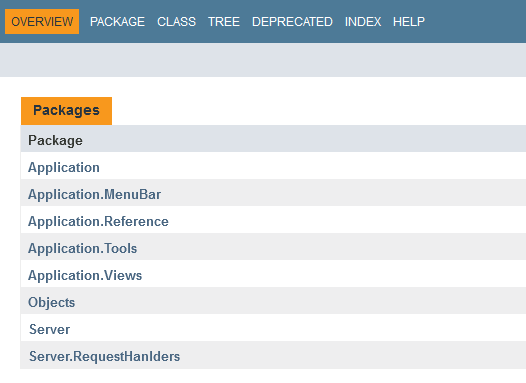 OVERVIEW PACKAGE CLASS TREE DEPRECATED INDEX HELP
Packages
Package
Application
Application.MenuBar
Application.Reference
Application.Tools
Application.Views
Objects
Server
Server.RequestHanlders